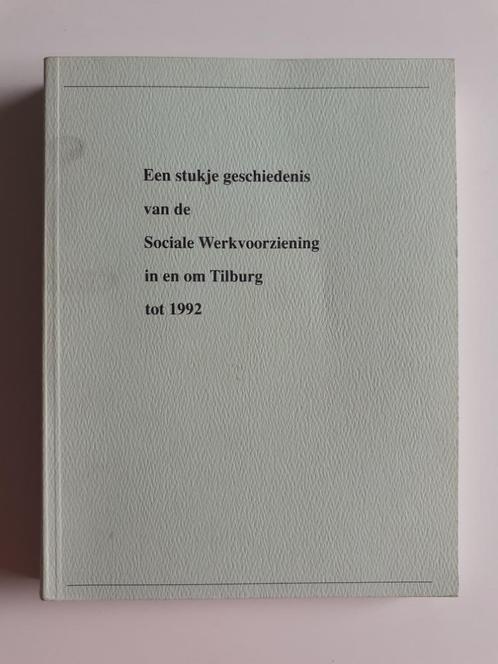 Een stukje geschiedenis
van de
Sociale Werkvoorziening
in en om Tilburg
tot 1992